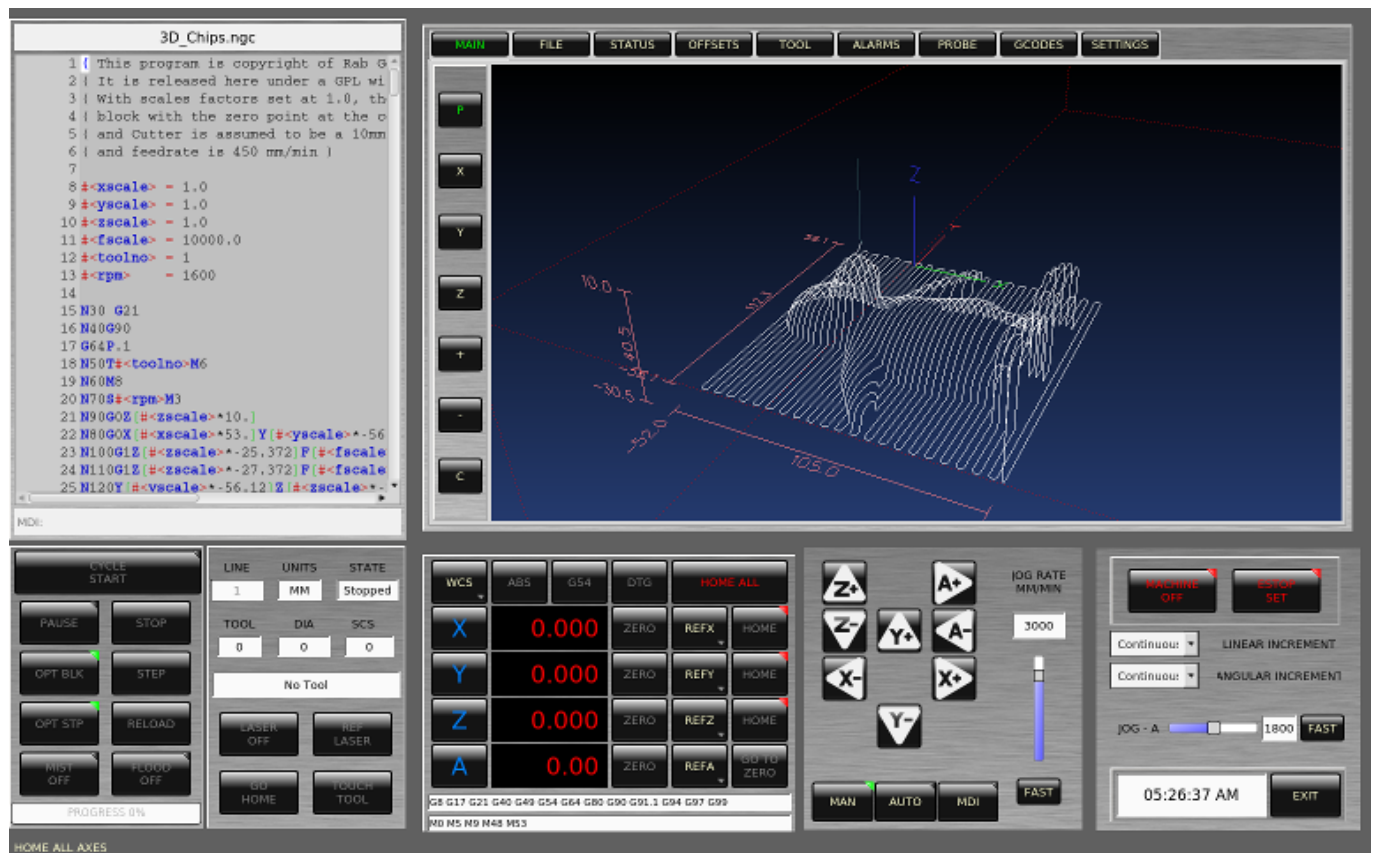 3D_Chips.ngc
1 ( This program is copyright of Rab G
2 ( It is released here under a GPL wi
3 ( With scales factors set at 1.0, th
4 ( block with the zero point at the c
5 ( and Cutter is assumed to be a 10mm
6 ( and feedrate is 450 mm/min )
7
8 #<xscale> = 1.0
9 #<yscale> = 1.0
10 #<zscale> = 1.0
11 #<fscale> = 10000.0
12 #<toolno> = 1
13 #<rpm> = 1600
14
15 N30 G21
16 N40G90
17 G64P.1
18 N50T#<toolno>M6
19 N60M8
20 N70S#<rpm>M3
21 N90G0Z[#<zscale>*10.]
22 N80G0X[#<xscale>*53.]Y[#<yscale>*-56
23 N100G1Z[#<zscale>*-25.372]F[#<fscale
24 N110G1Z[#<zscale>*-27.372]F[#<fscale
25 N120Y[#<yscale>*-56.12]Z[#<zscale>*-
MDI:
MAIN FILE STATUS OFFSETS TOOL ALARMS PROBE GCODES SETTINGS
P
X
Y
Z
+
-
C
Z
Y
10.0
40.5
-30.5
-52.0
105.0
CYCLE
START
PAUSE STOP
OPT BLK STEP
OPT STP RELOAD
MIST
OFF
FLOOD
OFF
PROGRESS 0%
LINE UNITS STATE
1 MM Stopped
TOOL DIA SCS
0 0 0
No Tool
LASER
OFF
REF
LASER
GO
HOME
TOUCH
TOOL
WCS ABS G54 DTG HOME ALL
X 0.000 ZERO REFX HOME
Y 0.000 ZERO REFY HOME
Z 0.000 ZERO REFZ HOME
A 0.00 ZERO REFA GO TO
ZERO
G8 G17 G21 G40 G49 G54 G64 G80 G90 G91.1 G94 G97 G99
M0 M5 M9 M48 M53
Z+ A+
Z- Y+ A-
X- X+
Y-
JOG RATE
MM/MIN
3000
FAST
MAN AUTO MDI
MACHINE
OFF
ESTOP
SET
Continuou: LINEAR INCREMENT
Continuou: ANGULAR INCREMENT
JOG - A 1800 FAST
05:26:37 AM EXIT
HOME ALL AXES